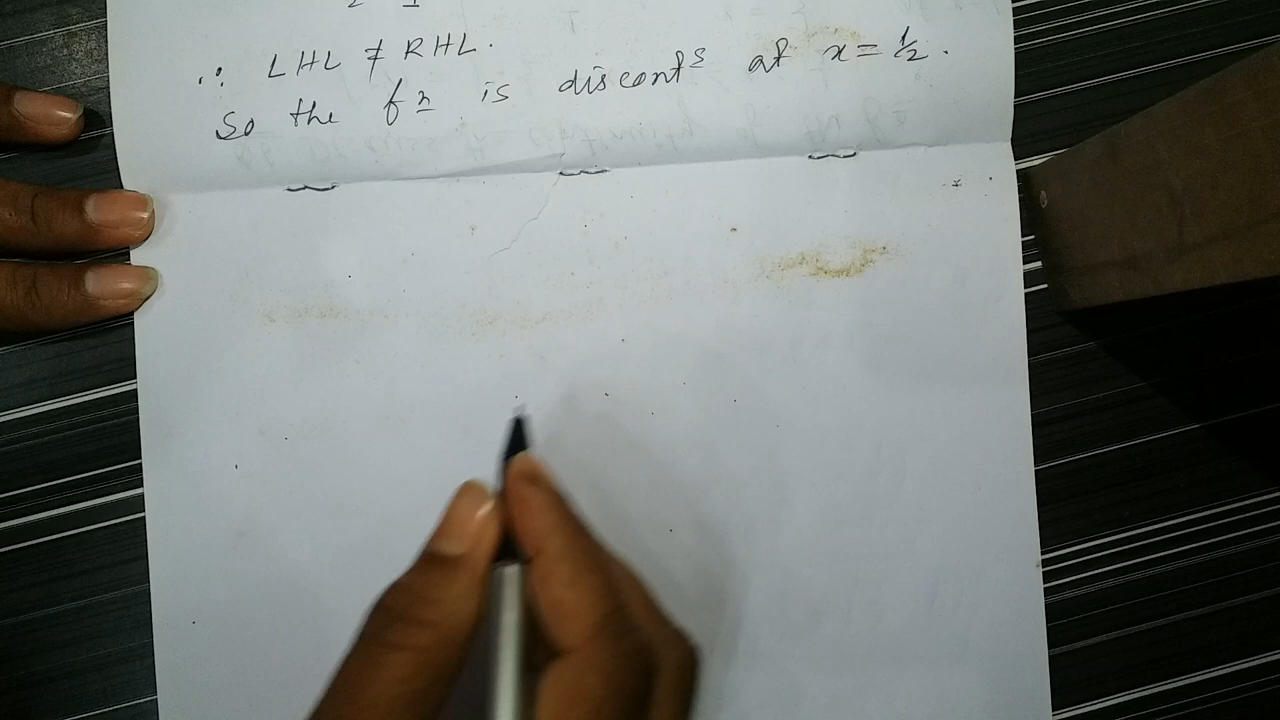 ∴ LHL ≠ RHL.
So the fn is disconts at x = 1/2.